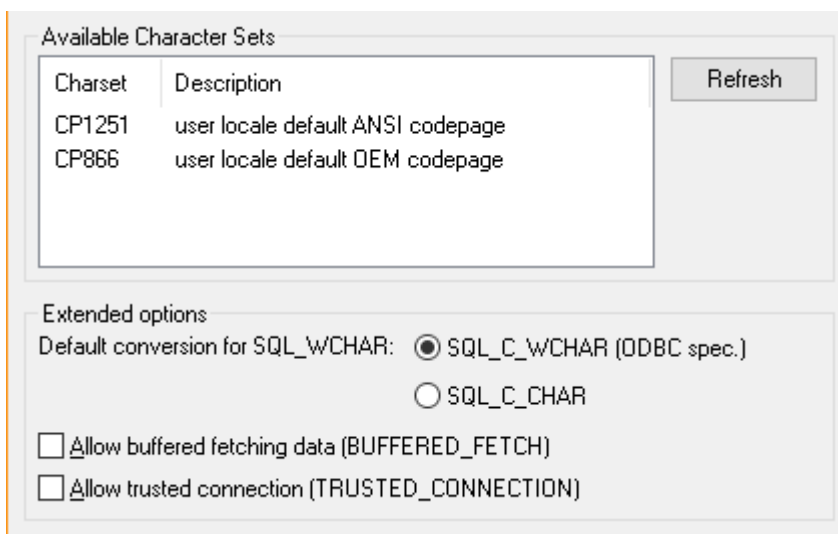 Available Character Sets
Charset Description
Refresh
CP1251 user locale default ANSI codepage
CP866 user locale default OEM codepage
Extended options
Default conversion for SQL_WCHAR: SQL_C_WCHAR (ODBC spec.)
SQL_C_CHAR
Allow buffered fetching data (BUFFERED_FETCH)
Allow trusted connection (TRUSTED_CONNECTION)